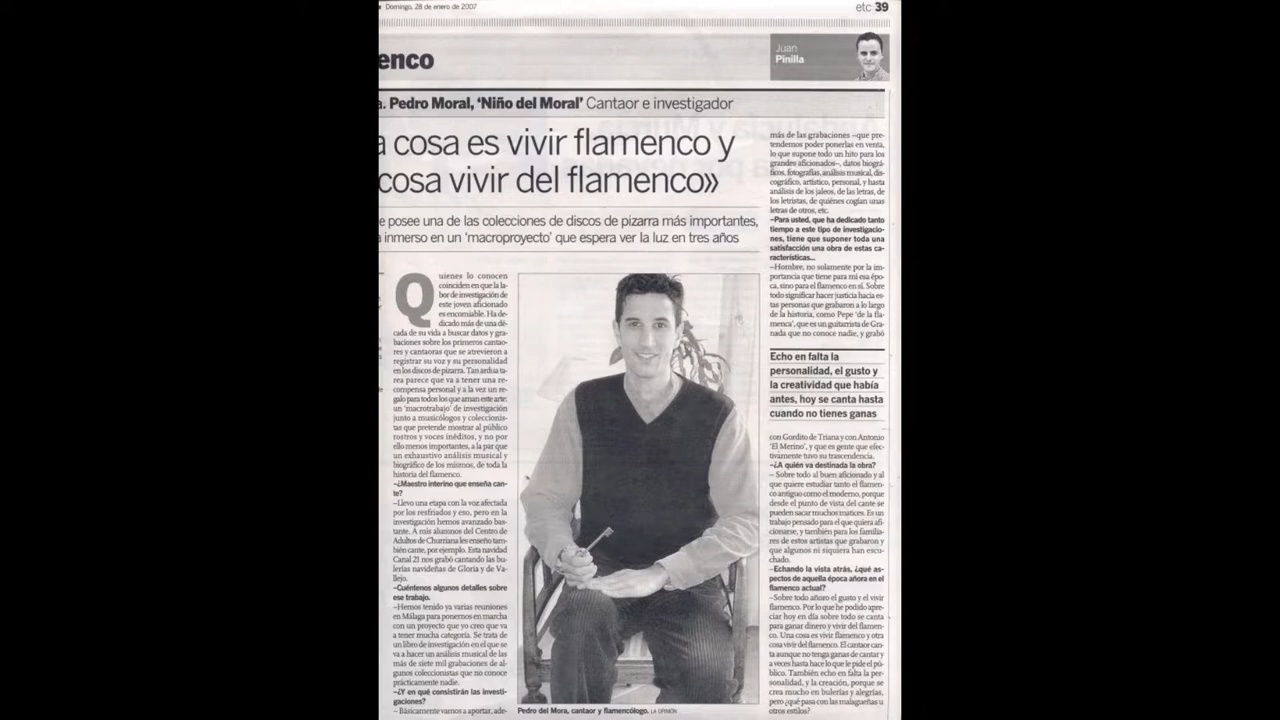 Domingo, 28 de enero de 2007
etc 39
enco
Juan
Pinilla
a. Pedro Moral, ‘Niño del Moral’ Cantaor e investigador
a cosa es vivir flamenco y
cosa vivir del flamenco»
e posee una de las colecciones de discos de pizarra más importantes,
a inmerso en un ‘macroproyecto’ que espera ver la luz en tres años
Quienes lo conocen
coinciden en que la la-
bor de investigación de
este joven aficionado
es encomiable. Ha de-
dicado más de una dé-
cada de su vida a buscar datos y gra-
baciones sobre los primeros cantao-
res y cantaoras que se atrevieron a
registrar su voz y su personalidad
en los discos de pizarra. Tan ardua ta-
rea parece que va a tener una re-
compensa personal y a la vez un re-
galo para todos los que aman este arte:
un ‘macrotrabajo’ de investigación
junto a musicólogos y coleccionis-
tas que pretende mostrar al público
rostros y voces inéditos, y no por
ello menos importantes, a la par que
un exhaustivo análisis musical y
biográfico de los mismos, de toda la
historia del flamenco.
–¿Maestro interino que enseña can-
te?
–Llevo una etapa con la voz afectada
por los resfriados y eso, pero en la
investigación hemos avanzado bas-
tante. A mis alumnos del Centro de
Adultos de Churriana les enseño tam-
bién cante, por ejemplo. Esta navidad
Canal 21 nos grabó cantando las bu-
lerías navideñas de Gloria y de Va-
llejo.
–Cuéntenos algunos detalles sobre
ese trabajo.
–Hemos tenido ya varias reuniones
en Málaga para ponernos en marcha
con un proyecto que yo creo que va
a tener mucha categoría. Se trata de
un libro de investigación en el que se
va a hacer un análisis musical de las
más de siete mil grabaciones de al-
gunos coleccionistas que no conoce
prácticamente nadie.
–¿Y en qué consistirán las investi-
gaciones?
– Básicamente vamos a aportar, ade-
Pedro del Mora, cantaor y flamencólogo. LA OPINIÓN
más de las grabaciones –que pre-
tendemos poder ponerlas en venta,
lo que supone todo un hito para los
grandes aficionados–, datos biográ-
ficos, fotografías, análisis musical, dis-
cográfico, artístico, personal, y hasta
análisis de los jaleos, de las letras, de
los letristas, de quiénes cogían unas
letras de otros, etc.
–Para usted, que ha dedicado tanto
tiempo a este tipo de investigacio-
nes, tiene que suponer toda una
satisfacción una obra de estas ca-
racterísticas...
–Hombre, no solamente por la im-
portancia que tiene para mí esa épo-
ca, sino para el flamenco en sí. Sobre
todo significar hacer justicia hacia es-
tas personas que grabaron a lo largo
de la historia, como Pepe ‘de la fla-
menca’, que es un guitarrista de Gra-
nada que no conoce nadie, y grabó
Echo en falta la
personalidad, el gusto y
la creatividad que había
antes, hoy se canta hasta
cuando no tienes ganas
con Gordito de Triana y con Antonio
‘El Merino’, y que es gente que efec-
tivamente tuvo su trascendencia.
–¿A quién va destinada la obra?
– Sobre todo al buen aficionado y al
que quiere estudiar tanto el flamen-
co antiguo como el moderno, porque
desde el punto de vista del cante se
pueden sacar muchos matices. Es un
trabajo pensado para el que quiera afi-
cionarse, y también para los familia-
res de estos artistas que grabaron y
que algunos ni siquiera han escu-
chado.
–Echando la vista atrás, ¿qué as-
pectos de aquella época añora en el
flamenco actual?
–Sobre todo añoro el gusto y el vivir
flamenco. Por lo que he podido apre-
ciar hoy en día sobre todo se canta
para ganar dinero y vivir del flamen-
co. Una cosa es vivir flamenco y otra
cosa vivir del flamenco. El cantaor can-
ta aunque no tenga ganas de cantar y
a veces hasta hace lo que le pide el pú-
blico. También echo en falta la per-
sonalidad, y la creación, porque se
crea mucho en bulerías y alegrías,
pero ¿qué pasa con las malagueñas u
otros estilos?